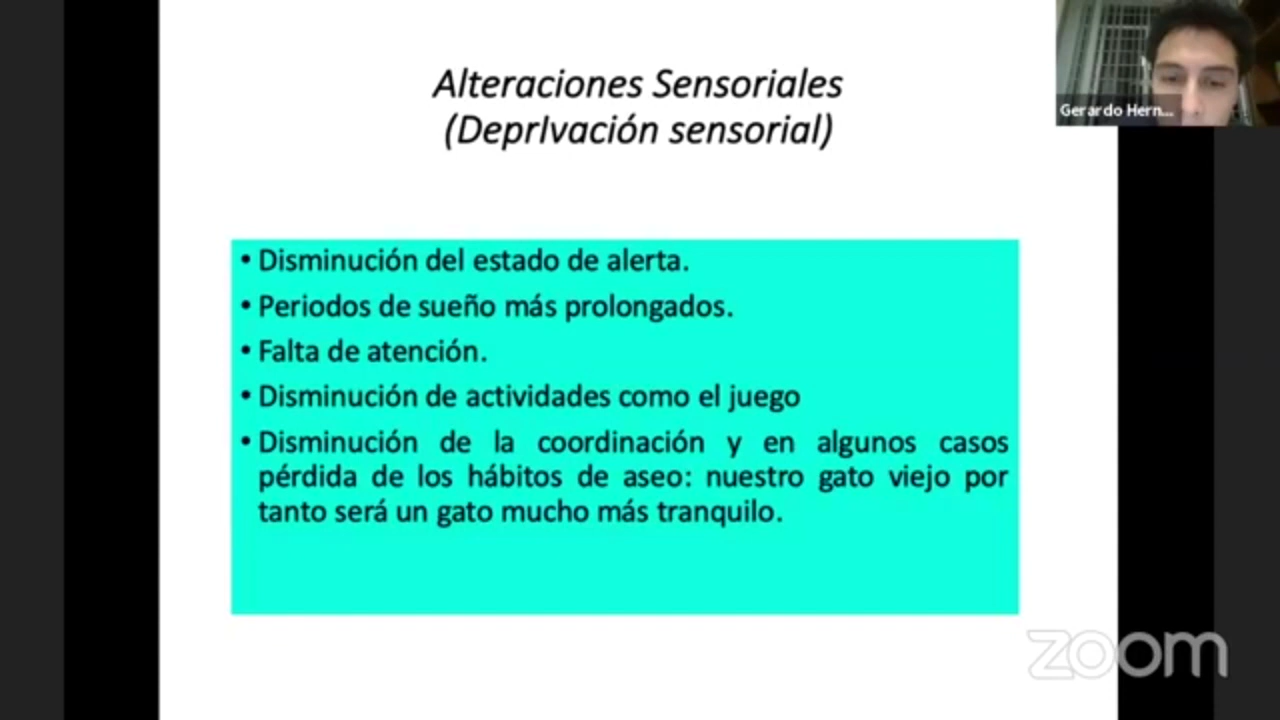 Alteraciones Sensoriales
(DeprIvación sensorial)
Gerardo Hern...
• Disminución del estado de alerta.
• Periodos de sueño más prolongados.
• Falta de atención.
• Disminución de actividades como el juego
• Disminución de la coordinación y en algunos casos
pérdida de los hábitos de aseo: nuestro gato viejo por
tanto será un gato mucho más tranquilo.
zoom